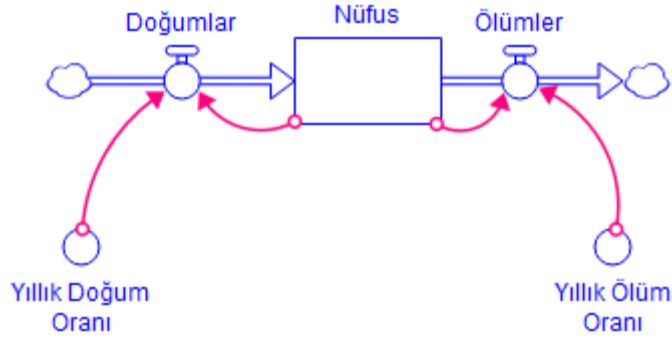 Doğumlar
Nüfus
Ölümler
Yıllık Doğum
Oranı
Yıllık Ölüm
Oranı